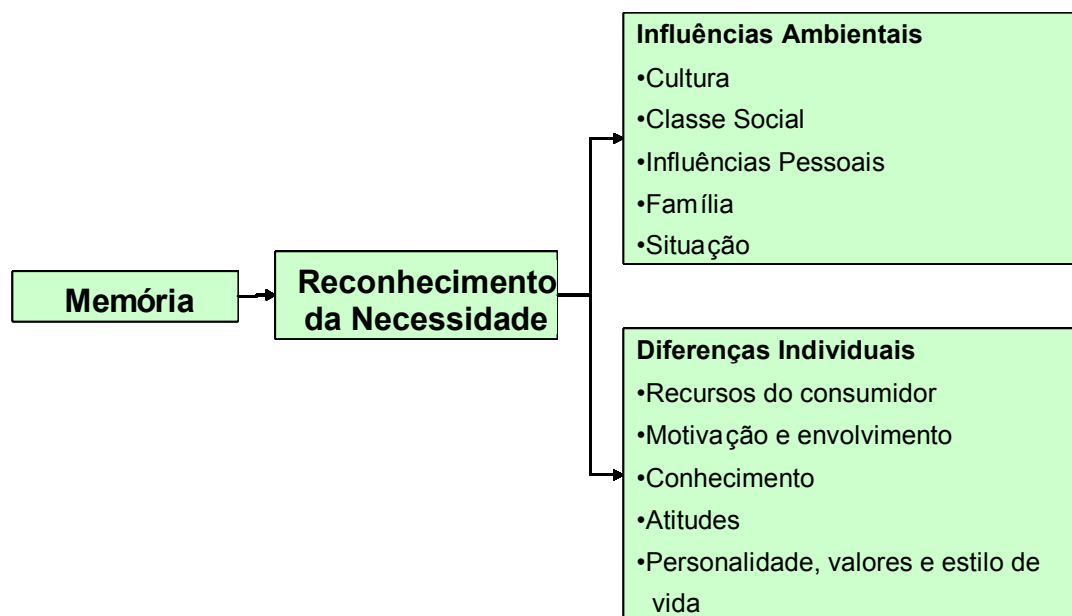 Memória
Reconhecimento
da Necessidade
Influências Ambientais
•Cultura
•Classe Social
•Influências Pessoais
•Família
•Situação
Diferenças Individuais
•Recursos do consumidor
•Motivação e envolvimento
•Conhecimento
•Atitudes
•Personalidade, valores e estilo de
vida